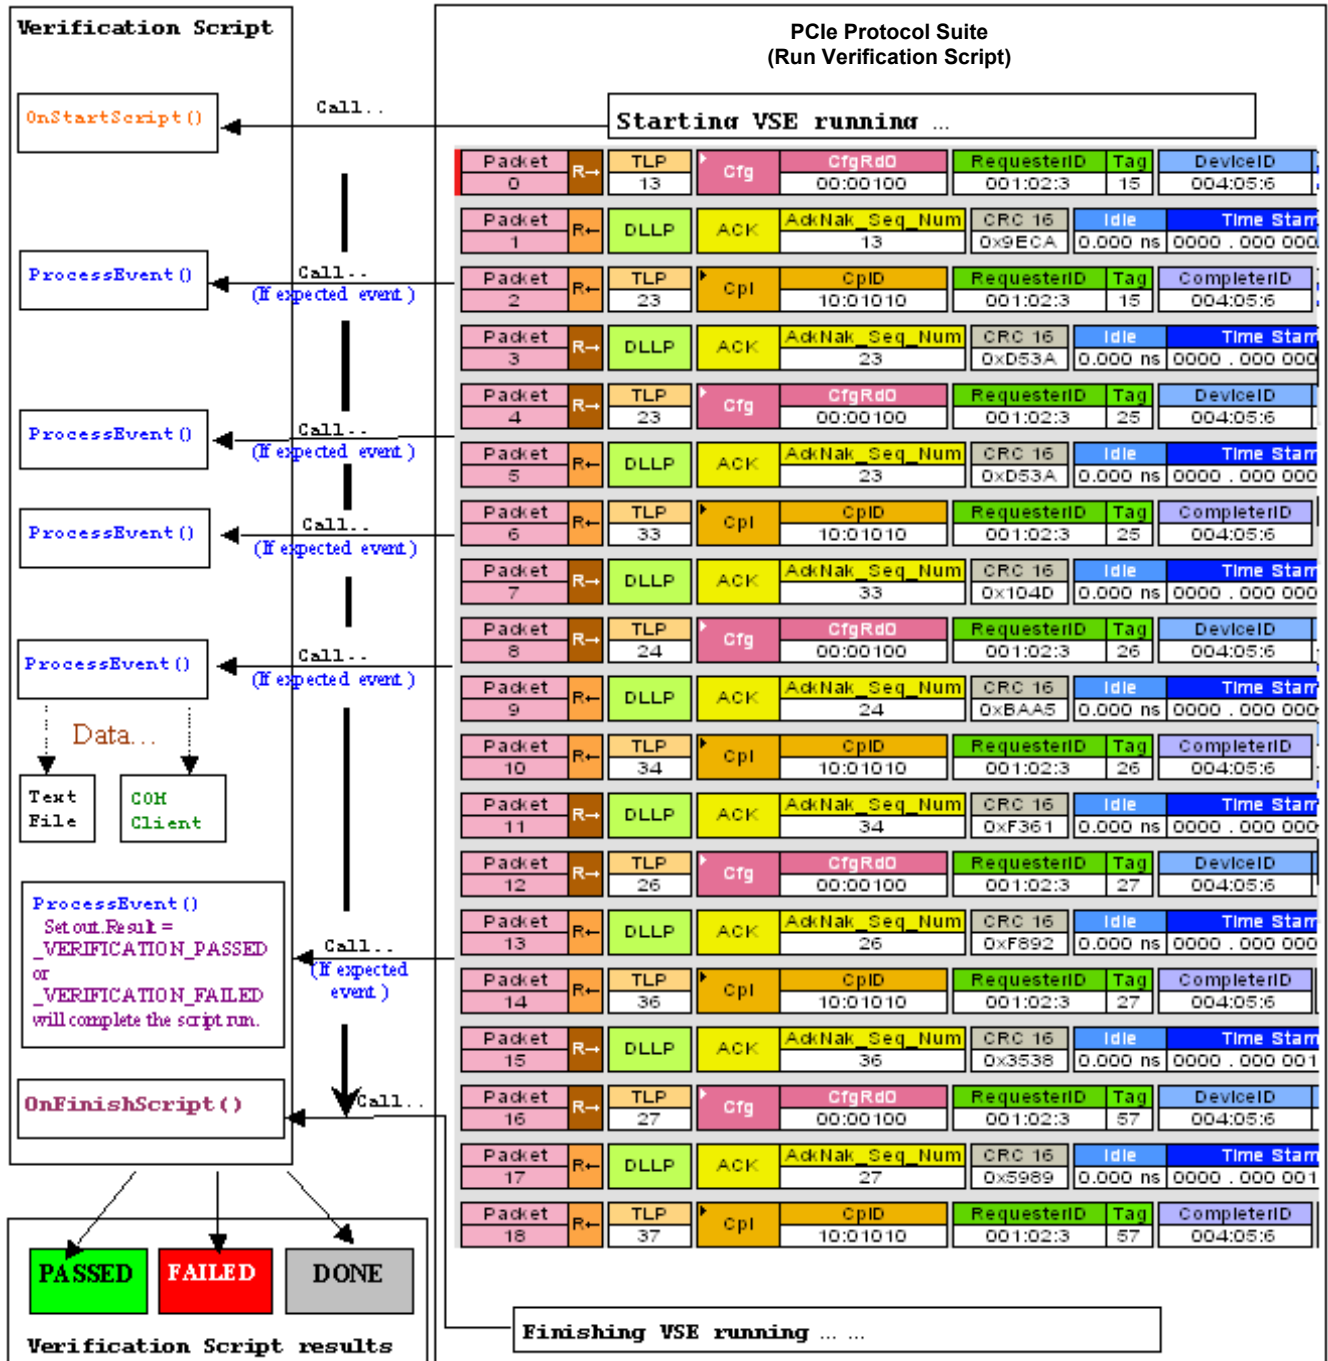 Verification Script
PCIe Protocol Suite
(Run Verification Script)
OnStartScript()
Call..
Starting VSE running ...
Packet R→ TLP Cfg CfgRd0 RequesterID Tag DeviceID
0 13 00:00100 001:02:3 15 004:05:6
Packet R← DLLP ACK AckNak_Seq_Num CRC 16 Idle Time Stam
1 13 0x9ECA 0.000 ns 0000 . 000 000
ProcessEvent()
Call..
(If expected event )
Packet R← TLP Cpl CplD RequesterID Tag CompleterID
2 23 10:01010 001:02:3 15 004:05:6
Packet R→ DLLP ACK AckNak_Seq_Num CRC 16 Idle Time Stam
3 23 0xD53A 0.000 ns 0000 . 000 000
Packet R→ TLP Cfg CfgRd0 RequesterID Tag DeviceID
4 23 00:00100 001:02:3 25 004:05:6
ProcessEvent()
Call..
(If expected event )
Packet R← DLLP ACK AckNak_Seq_Num CRC 16 Idle Time Stam
5 23 0xD53A 0.000 ns 0000 . 000 000
ProcessEvent()
Call..
(If expected event )
Packet R← TLP Cpl CplD RequesterID Tag CompleterID
6 33 10:01010 001:02:3 25 004:05:6
Packet R→ DLLP ACK AckNak_Seq_Num CRC 16 Idle Time Stam
7 33 0x104D 0.000 ns 0000 . 000 000
Packet R→ TLP Cfg CfgRd0 RequesterID Tag DeviceID
8 24 00:00100 001:02:3 26 004:05:6
ProcessEvent()
Call..
(If expected event )
Packet R← DLLP ACK AckNak_Seq_Num CRC 16 Idle Time Stam
9 24 0xBAA5 0.000 ns 0000 . 000 000
Data...
Packet R← TLP Cpl CplD RequesterID Tag CompleterID
10 34 10:01010 001:02:3 26 004:05:6
Text
File
COM
Client
Packet R→ DLLP ACK AckNak_Seq_Num CRC 16 Idle Time Stam
11 34 0xF361 0.000 ns 0000 . 000 000
Packet R→ TLP Cfg CfgRd0 RequesterID Tag DeviceID
12 26 00:00100 001:02:3 27 004:05:6
ProcessEvent()
Set out.Result =
_VERIFICATION_PASSED
or
_VERIFICATION_FAILED
will complete the script run.
Call..
(If expected
event )
Packet R← DLLP ACK AckNak_Seq_Num CRC 16 Idle Time Stam
13 26 0xF892 0.000 ns 0000 . 000 000
Packet R← TLP Cpl CplD RequesterID Tag CompleterID
14 36 10:01010 001:02:3 27 004:05:6
Packet R→ DLLP ACK AckNak_Seq_Num CRC 16 Idle Time Stam
15 36 0x3538 0.000 ns 0000 . 000 001
OnFinishScript()
Call..
Packet R→ TLP Cfg CfgRd0 RequesterID Tag DeviceID
16 27 00:00100 001:02:3 57 004:05:6
Packet R← DLLP ACK AckNak_Seq_Num CRC 16 Idle Time Stam
17 27 0x5989 0.000 ns 0000 . 000 001
Packet R← TLP Cpl CplD RequesterID Tag CompleterID
18 37 10:01010 001:02:3 57 004:05:6
PASSED
FAILED
DONE
Verification Script results
Finishing VSE running ... ...